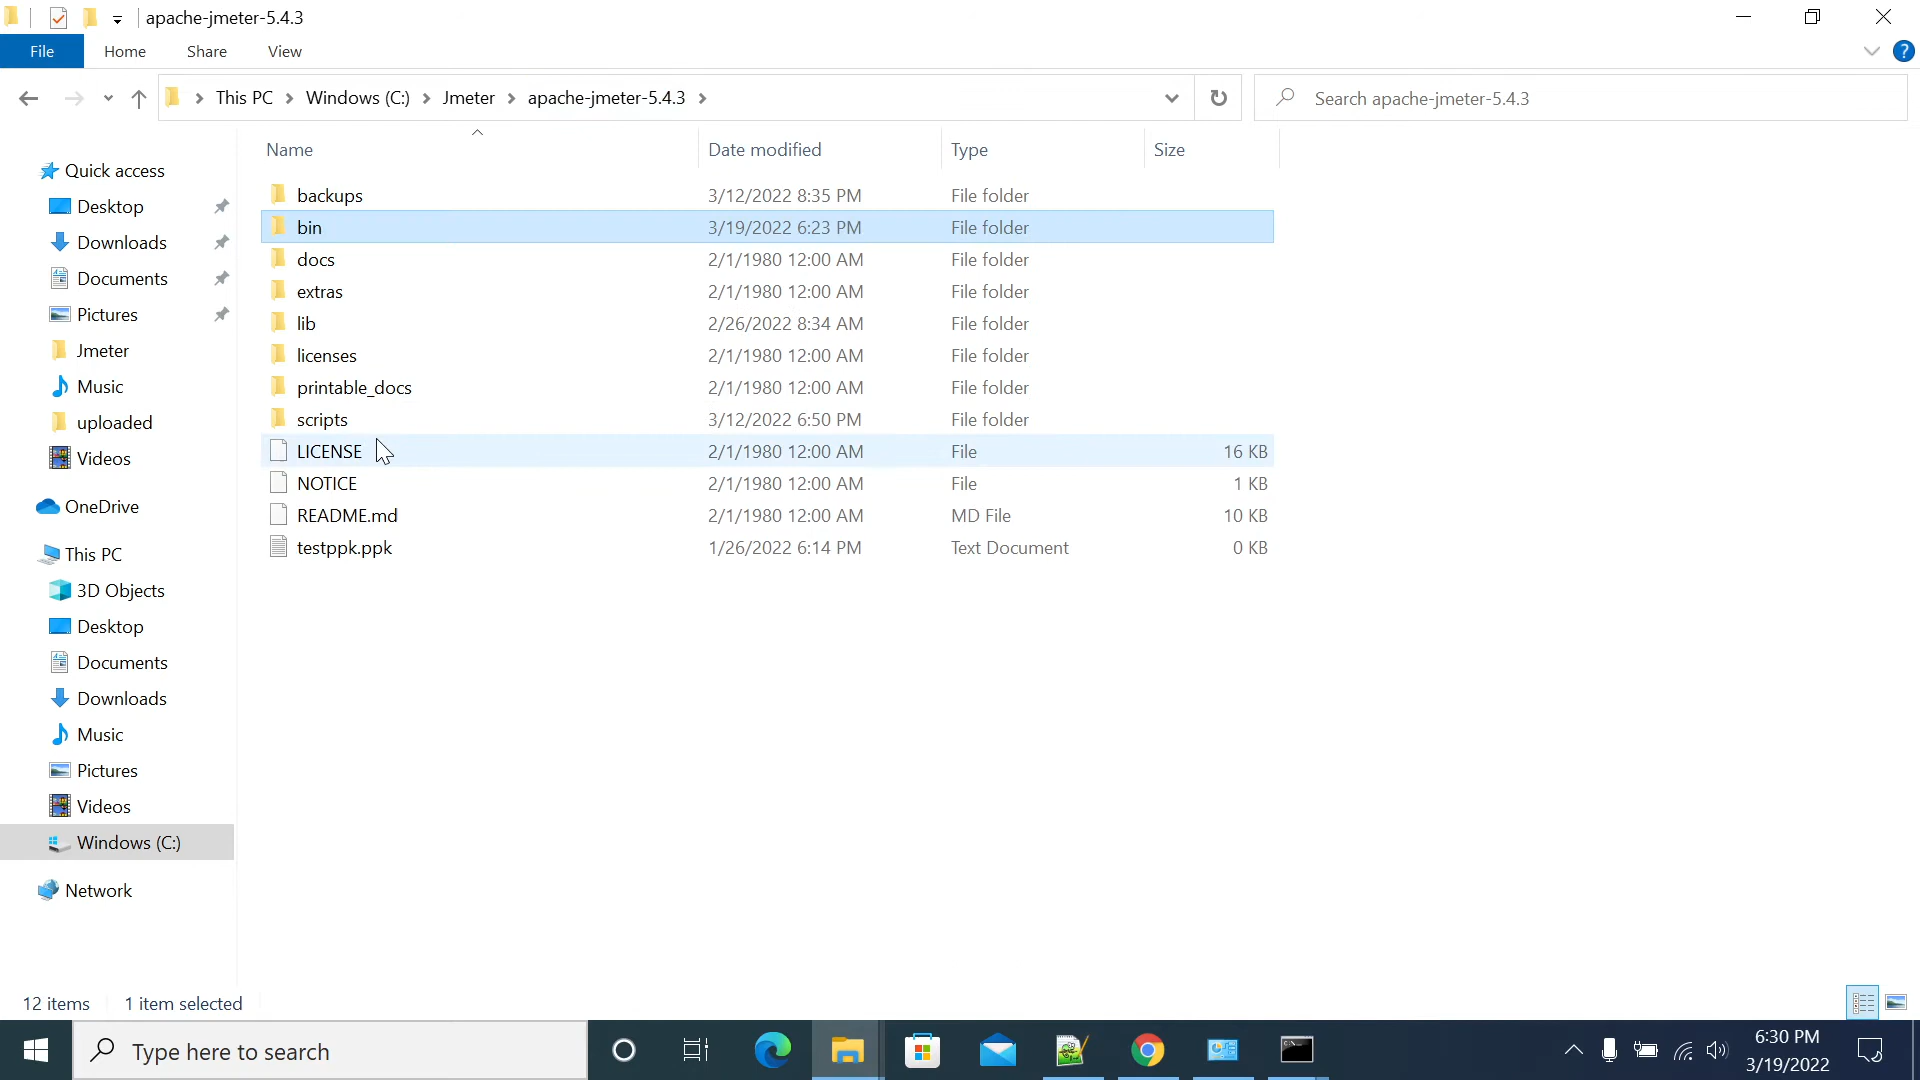 apache-jmeter-5.4.3
File Home Share View
This PC Windows (C:) Jmeter apache-jmeter-5.4.3 Search apache-jmeter-5.4.3
Name Date modified Type Size
Quick access
Desktop
Downloads
Documents
Pictures
Jmeter
Music
uploaded
Videos
OneDrive
This PC
3D Objects
Desktop
Documents
Downloads
Music
Pictures
Videos
Windows (C:)
Network
backups 3/12/2022 8:35 PM File folder
bin 3/19/2022 6:23 PM File folder
docs 2/1/1980 12:00 AM File folder
extras 2/1/1980 12:00 AM File folder
lib 2/26/2022 8:34 AM File folder
licenses 2/1/1980 12:00 AM File folder
printable_docs 2/1/1980 12:00 AM File folder
scripts 3/12/2022 6:50 PM File folder
LICENSE 2/1/1980 12:00 AM File 16 KB
NOTICE 2/1/1980 12:00 AM File 1 KB
README.md 2/1/1980 12:00 AM MD File 10 KB
testppk.ppk 1/26/2022 6:14 PM Text Document 0 KB
12 items 1 item selected
Type here to search
6:30 PM
3/19/2022